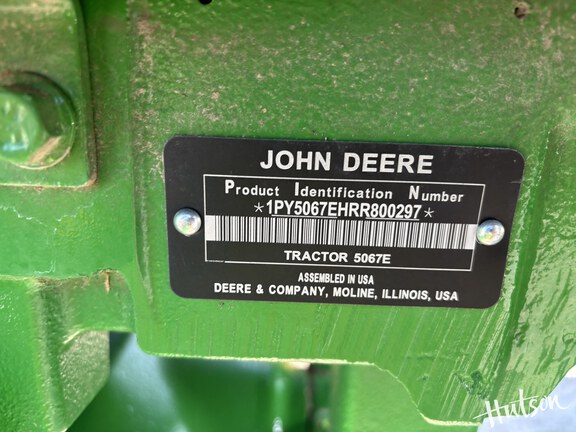 JOHN DEERE
Product Identification Number
*1PY5067EHRR800297*
TRACTOR 5067E
ASSEMBLED IN USA
DEERE & COMPANY, MOLINE, ILLINOIS, USA
Hutson